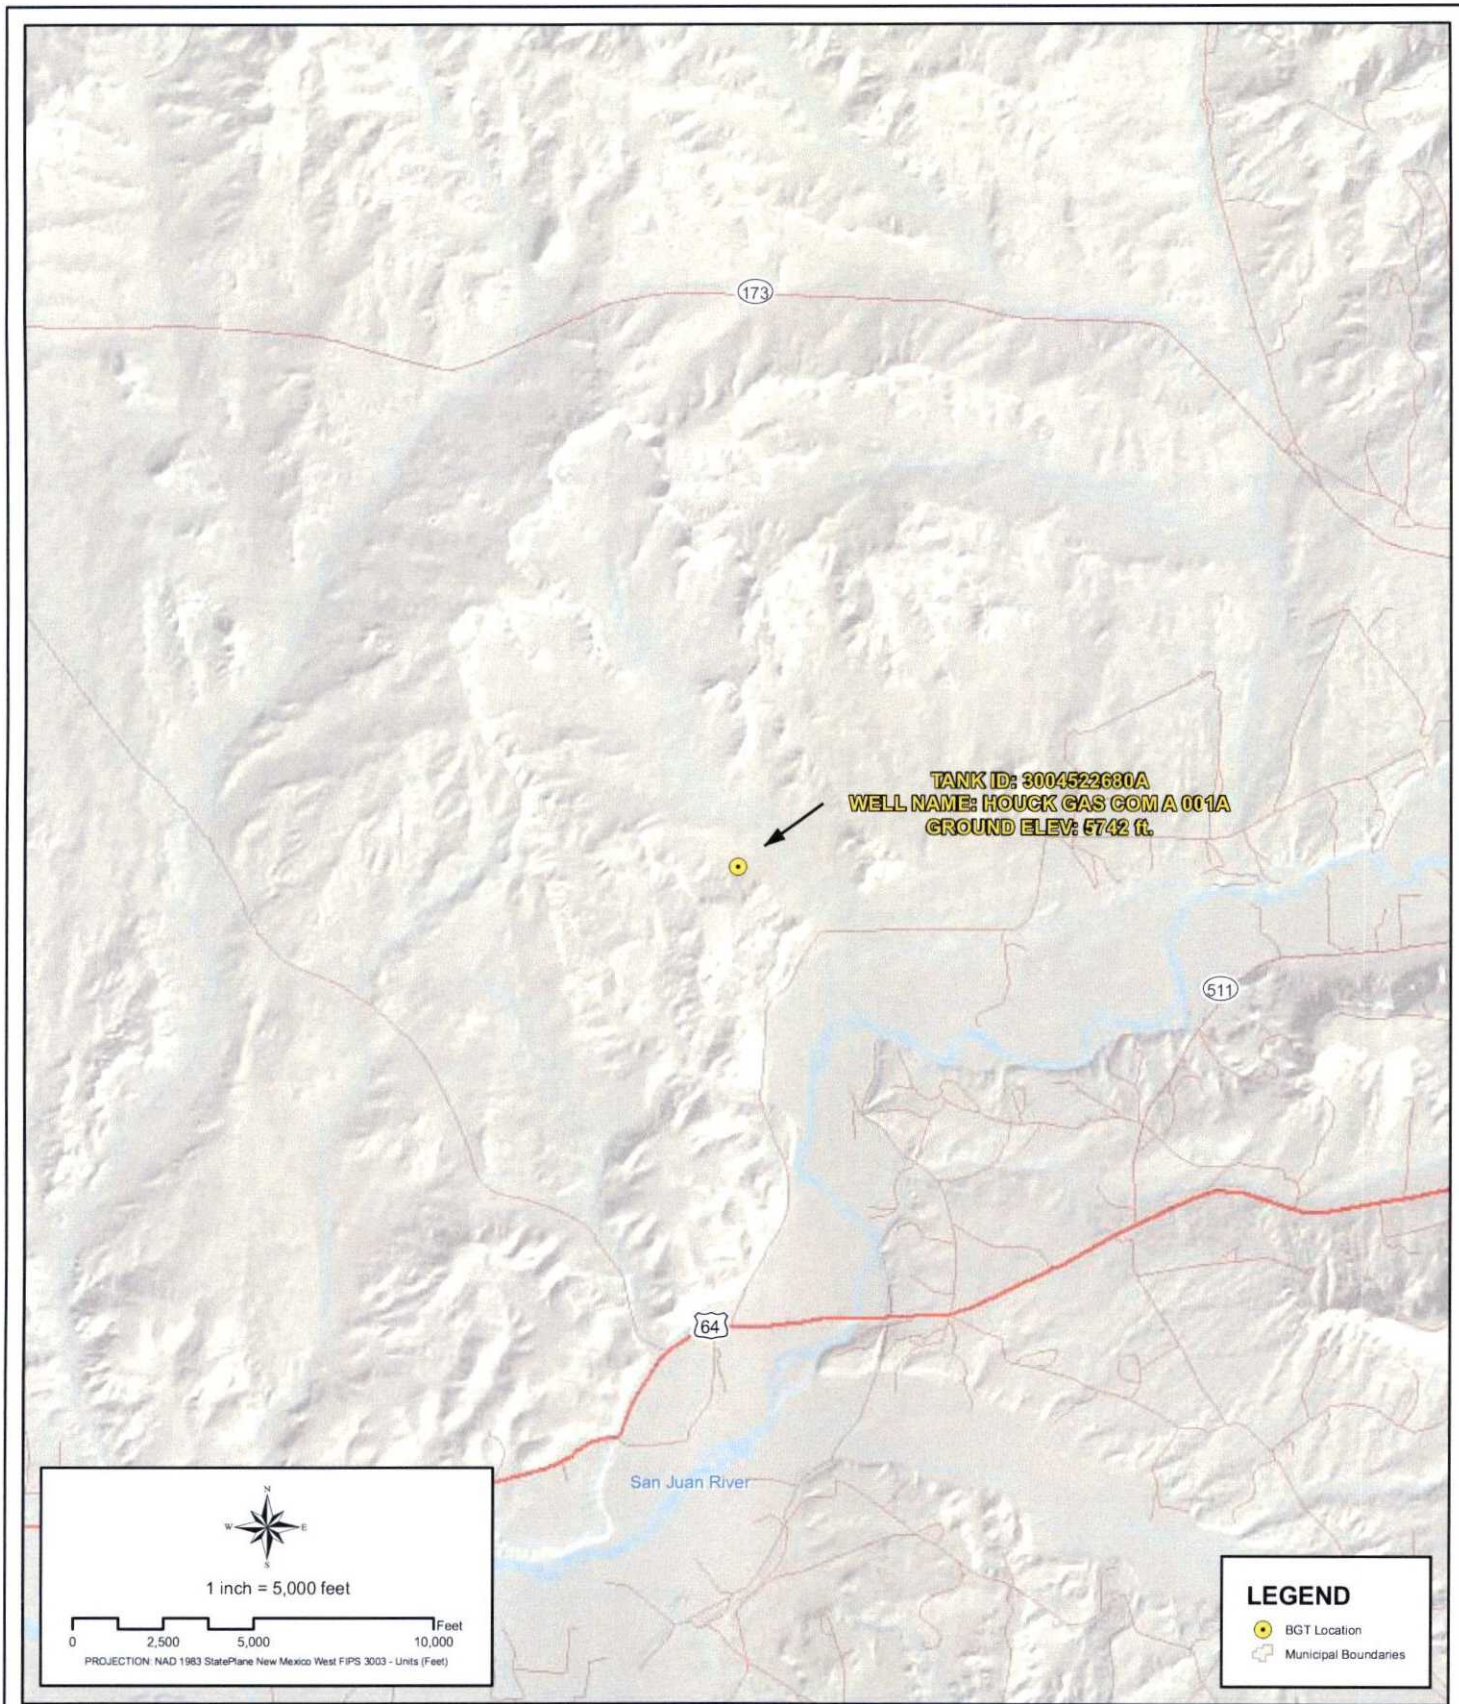 173
TANK ID: 3004522680A
WELL NAME: HOUCK GAS COM A 001A
GROUND ELEV: 5742 ft.
511
64
San Juan River
N
W E
S
1 inch = 5,000 feet
Feet
0 2,500 5,000 10,000
PROJECTION: NAD 1983 StatePlane New Mexico West FIPS 3003 - Units (Feet)
LEGEND
BGT Location
Municipal Boundaries